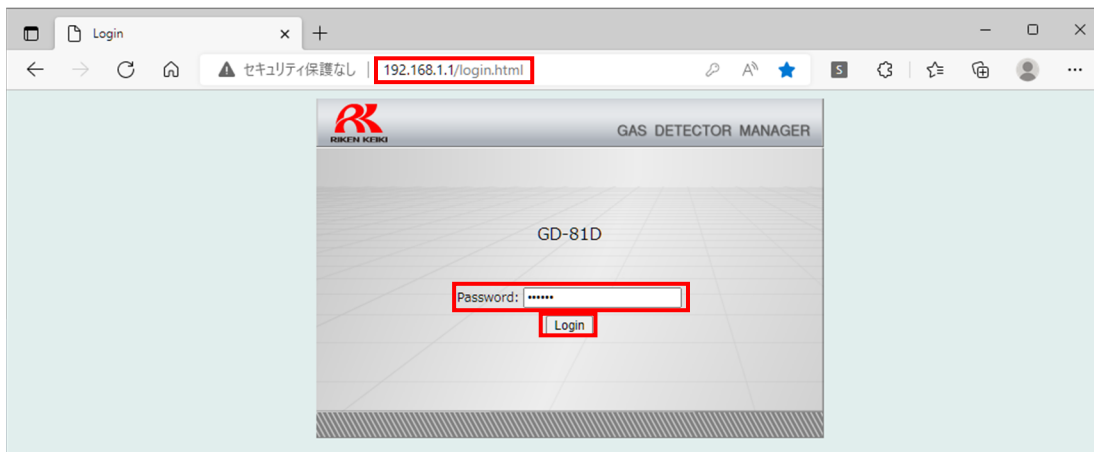 Login
セキュリティ保護なし
192.168.1.1/login.html
RIKEN KEIKI
GAS DETECTOR MANAGER
GD-81D
Password: ••••••
Login